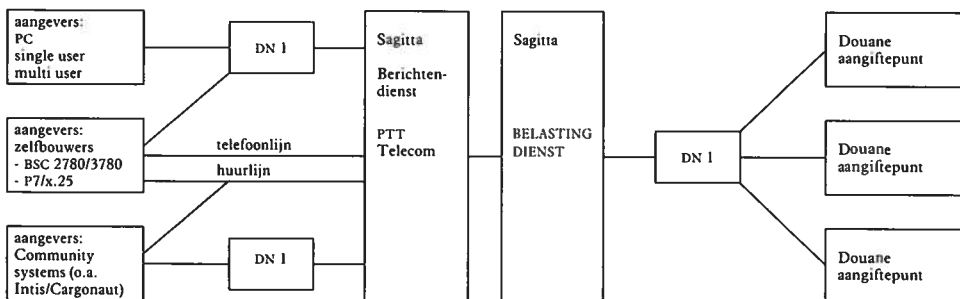 aangevers:
PC
single user
multi user
DN 1
aangevers:
zelfbouwers
- BSC 2780/3780
- P7/x.25
telefoonlijn
huurlijn
aangevers:
Community
systems (o.a.
Intis/Cargonaut)
DN 1
Sagitta
Berichten-
dienst
PTT
Telecom
Sagitta
BELASTING
DIENST
DN 1
Douane
aangiftepunt
Douane
aangiftepunt
Douane
aangiftepunt